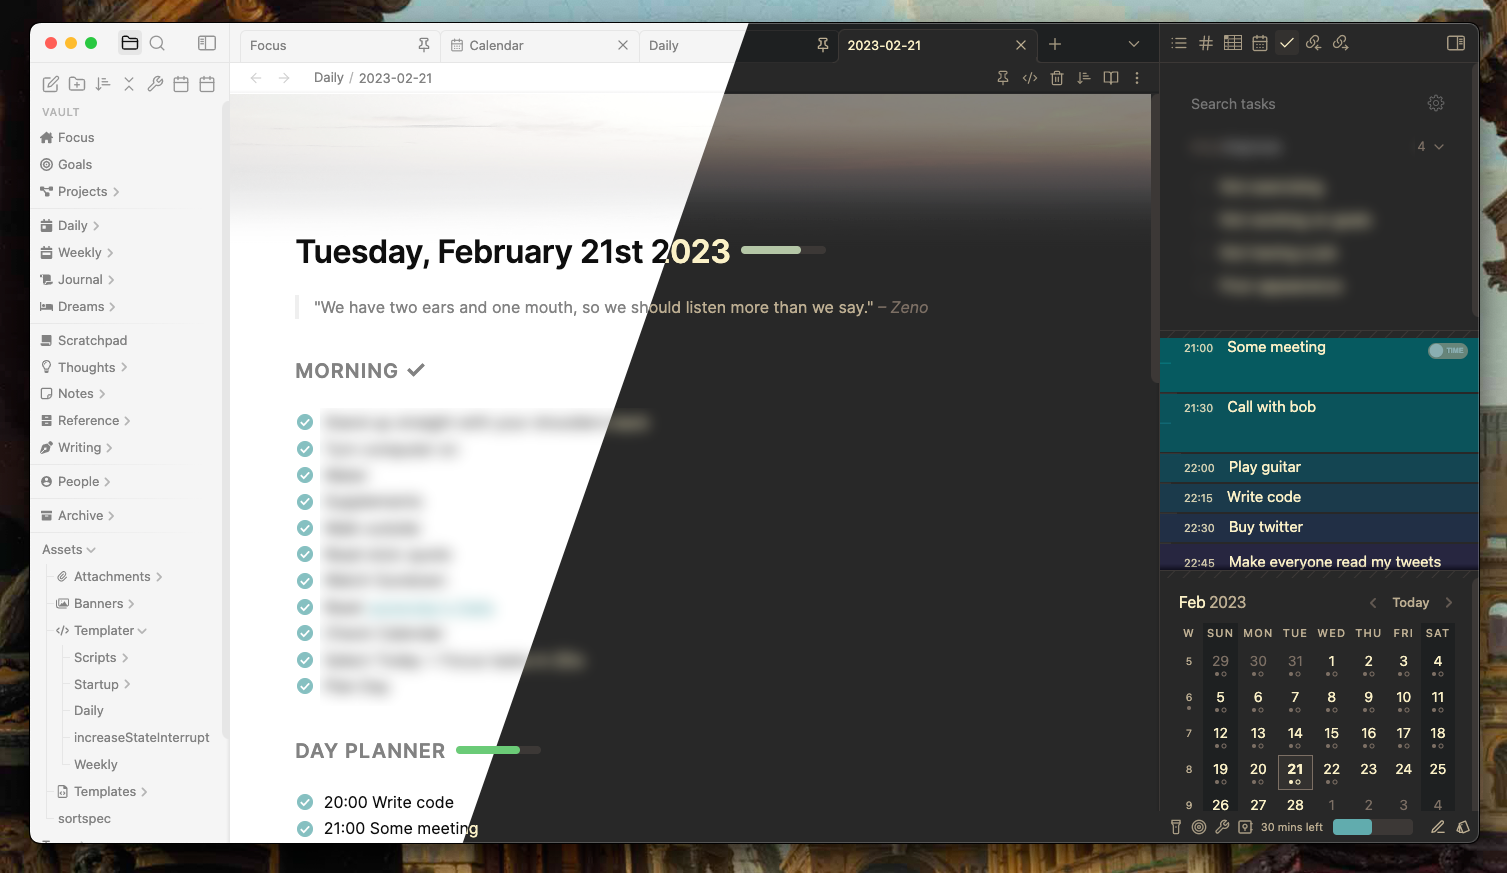 Focus
Calendar
Daily
2023-02-21
Daily / 2023-02-21
VAULT
Focus
Goals
Projects
Daily
Weekly
Journal
Dreams
Scratchpad
Thoughts
Notes
Reference
Writing
People
Archive
Assets
Attachments
Banners
Templater
Scripts
Startup
Daily
increaseStateInterrupt
Weekly
Templates
sortspec
Tuesday, February 21st 2023
"We have two ears and one mouth, so we should listen more than we say." – Zeno
MORNING
DAY PLANNER
20:00 Write code
21:00 Some meeting
Search tasks
4
21:00 Some meeting
TIME
21:30 Call with bob
22:00 Play guitar
22:15 Write code
22:30 Buy twitter
22:45 Make everyone read my tweets
Feb 2023 Today
W SUN MON TUE WED THU FRI SAT
5 29 30 31 1 2 3 4
6 5 6 7 8 9 10 11
7 12 13 14 15 16 17 18
8 19 20 21 22 23 24 25
9 26 27 28 1 2 3 4
30 mins left